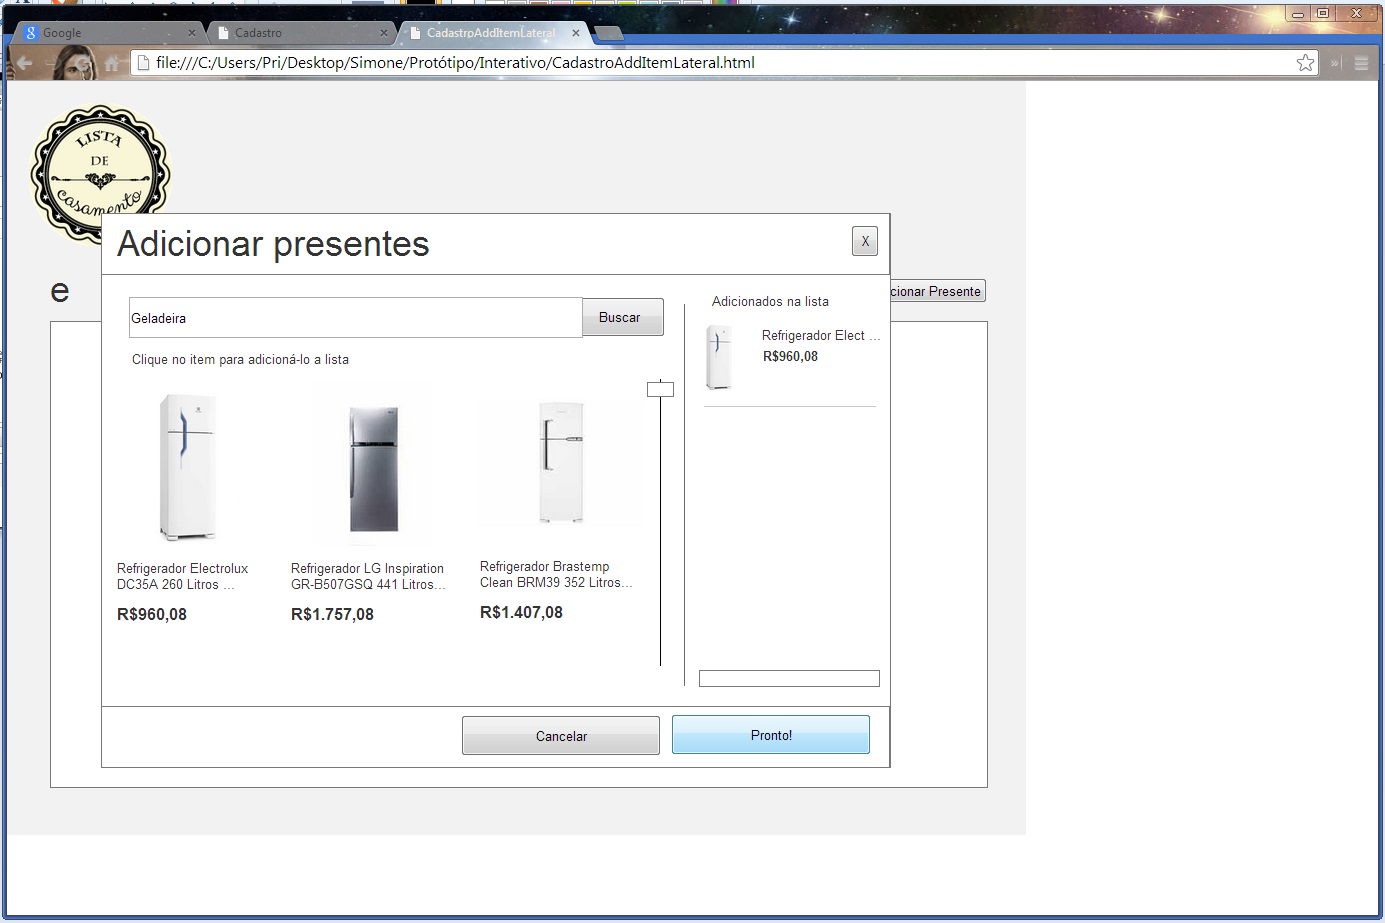 Google
Cadastro
CadastroAddItemLateral
file:///C:/Users/Pri/Desktop/Simone/Protótipo/Interativo/CadastroAddItemLateral.html
LISTA
DE
casamento
Adicionar presentes
X
e
cionar Presente
Geladeira
Buscar
Clique no item para adicioná-lo a lista
Adicionados na lista
Refrigerador Elect ...
R$960,08
Refrigerador Electrolux
DC35A 260 Litros ...
R$960,08
Refrigerador LG Inspiration
GR-B507GSQ 441 Litros...
R$1.757,08
Refrigerador Brastemp
Clean BRM39 352 Litros...
R$1.407,08
Cancelar
Pronto!